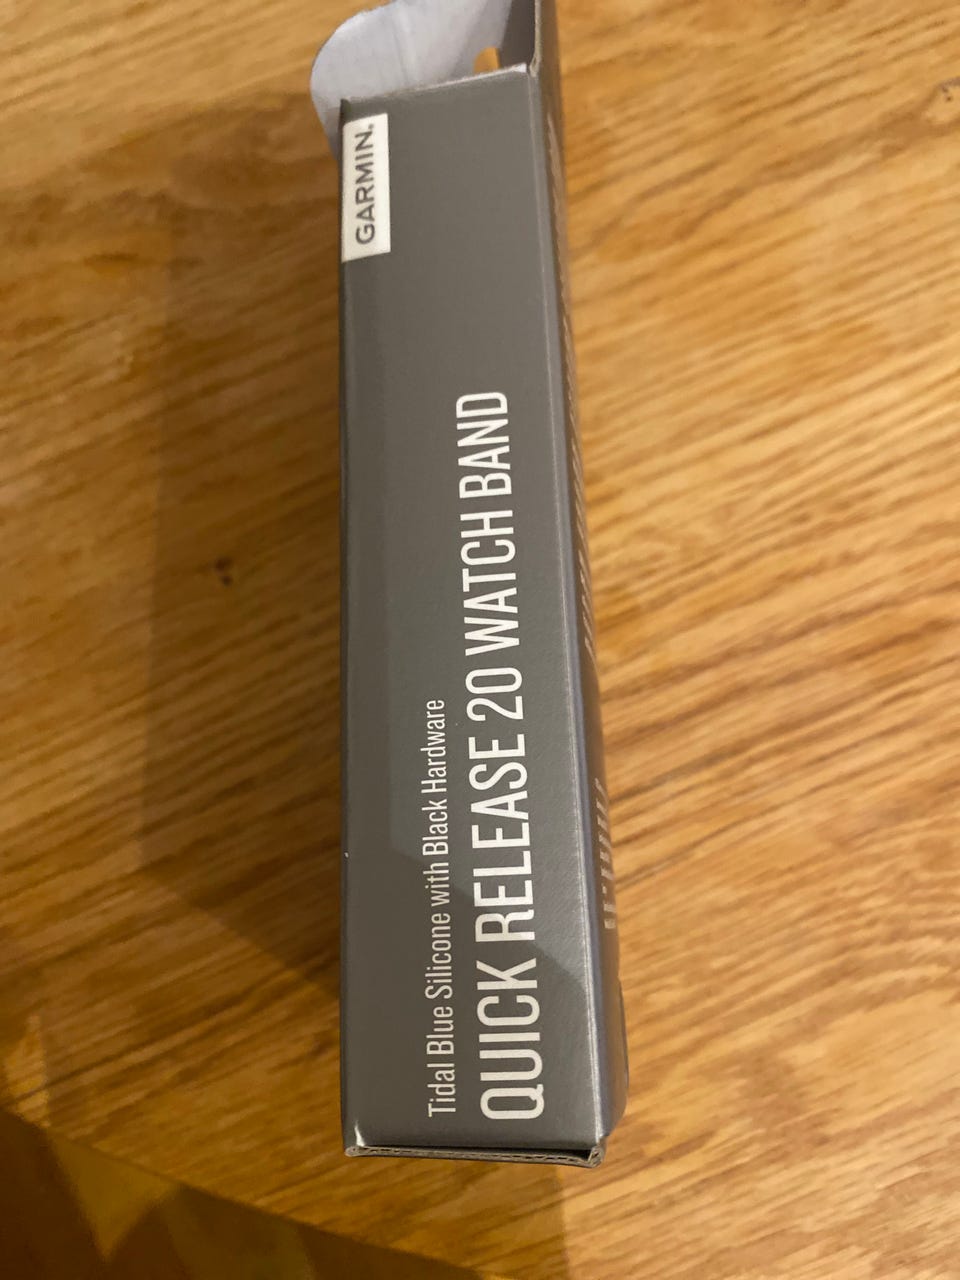 GARMIN.
Tidal Blue Silicone with Black Hardware
QUICK RELEASE 20 WATCH BAND